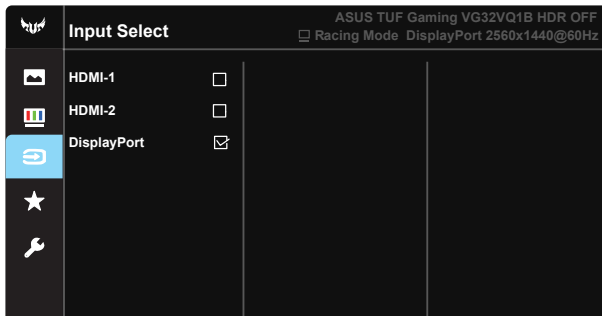 Input Select
ASUS TUF Gaming VG32VQ1B HDR OFF
Racing Mode DisplayPort 2560x1440@60Hz
HDMI-1
HDMI-2
DisplayPort